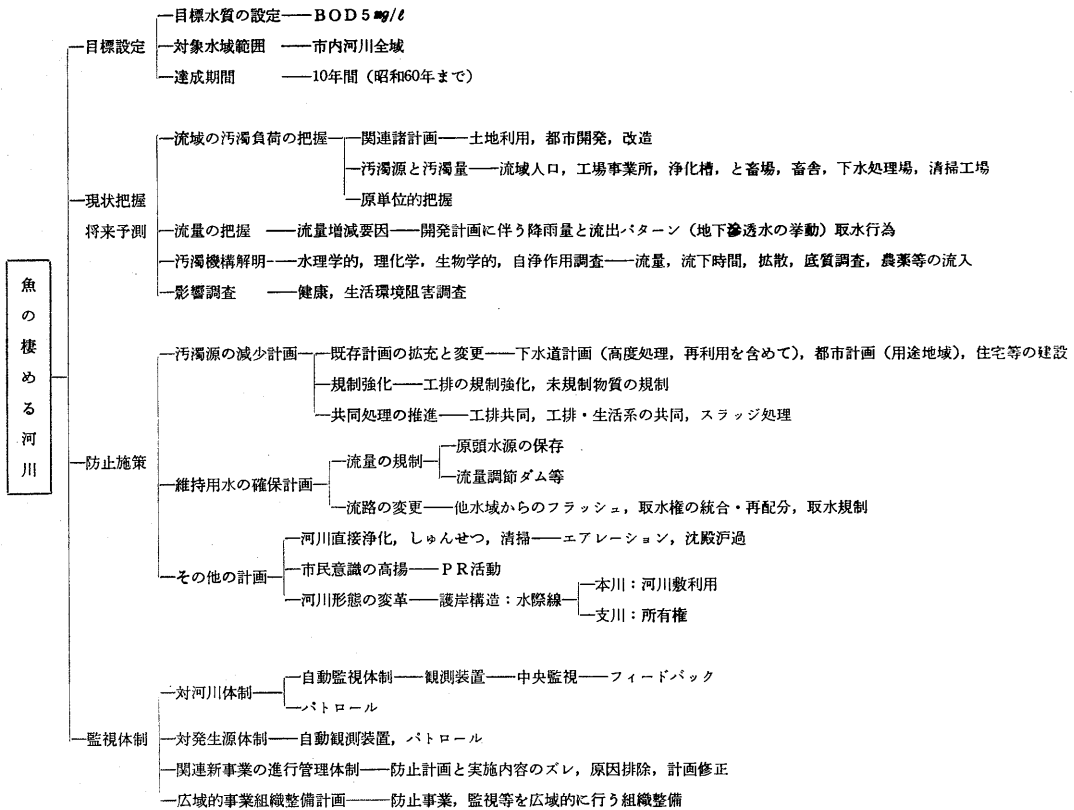 目標水質の設定 BOD5mg/ℓ
目標設定 対象水域範囲 市内河川全域
達成期間 10年間(昭和60年まで)
流域の汚濁負荷の把握 関連諸計画 土地利用,都市開発,改造
汚濁源と汚濁量 流域人口,工場事業所,浄化槽,と畜場,畜舎,下水処理場,清掃工場
現状把握 原単位的把握
将来予測 流量の把握 流量増減要因 開発計画に伴う降雨量と流出パターン(地下滲透水の挙動)取水行為
汚濁機構解明 水理学的,理化学,生物学的,自浄作用調査 流量,流下時間,拡散,底質調査,農薬等の流入
影響調査 健康,生活環境阻害調査
魚の棲める河川
汚濁源の減少計画 既存計画の拡充と変更 下水道計画(高度処理,再利用を含めて),都市計画(用途地域),住宅等の建設
規制強化 工排の規制強化,未規制物質の規制
共同処理の推進 工排共同,工排・生活系の共同,スラッジ処理
防止施策
維持用水の確保計画 流量の規制 原頭水源の保存
流量調節ダム等
流路の変更 他水域からのフラッシュ,取水権の統合・再配分,取水規制
その他の計画 河川直接浄化,しゅんせつ,清掃 エアレーション,沈殿沪過
市民意識の高揚 PR活動
河川形態の変革 護岸構造:水際線 本川:河川敷利用
支川:所有権
対河川体制 自動監視体制 観測装置 中央監視 フィードバック
パトロール
監視体制 対発生源体制 自動観測装置,パトロール
関連新事業の進行管理体制 防止計画と実施内容のズレ,原因排除,計画修正
広域的事業組織整備計画 防止事業,監視等を広域的に行う組織整備